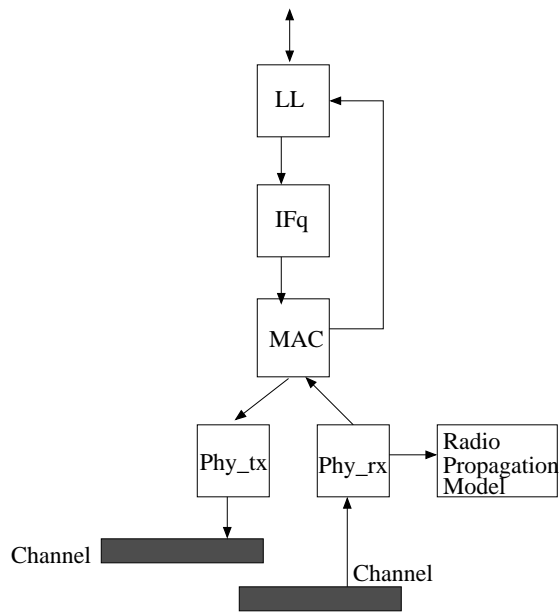 LL
IFq
MAC
Phy_tx
Phy_rx
Radio
Propagation
Model
Channel
Channel